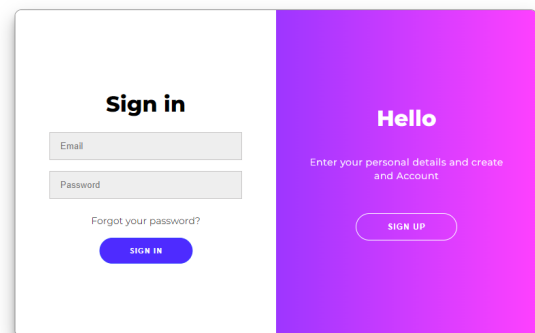 Sign in
Email
Password
Forgot your password?
SIGN IN
Hello
Enter your personal details and create
and Account
SIGN UP